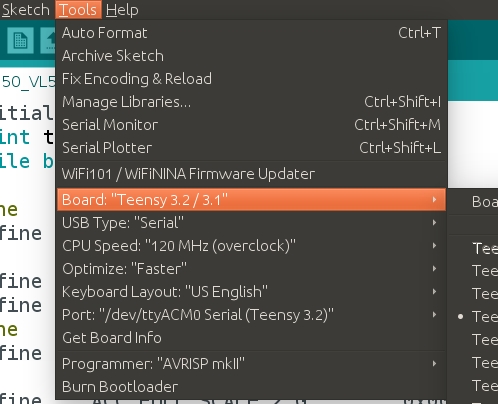 Sketch Tools Help
Auto Format Ctrl+T
Archive Sketch
50_VL5
Fix Encoding & Reload
Manage Libraries... Ctrl+Shift+I
Serial Monitor Ctrl+Shift+M
int t
Serial Plotter Ctrl+Shift+L
WiFi101 / WiFiNINA Firmware Updater
Board: "Teensy 3.2 / 3.1"
Boa
USB Type: "Serial"
fine
CPU Speed: "120 MHz (overclock)"
Tee
Optimize: "Faster"
Tee
fine
Keyboard Layout: "US English"
Tee
fine
Port: "/dev/ttyACM0 Serial (Teensy 3.2)"
Tee
Get Board Info
Tee
fine
Programmer: "AVRISP mkII"
Tee
Burn Bootloader
Tee
fine